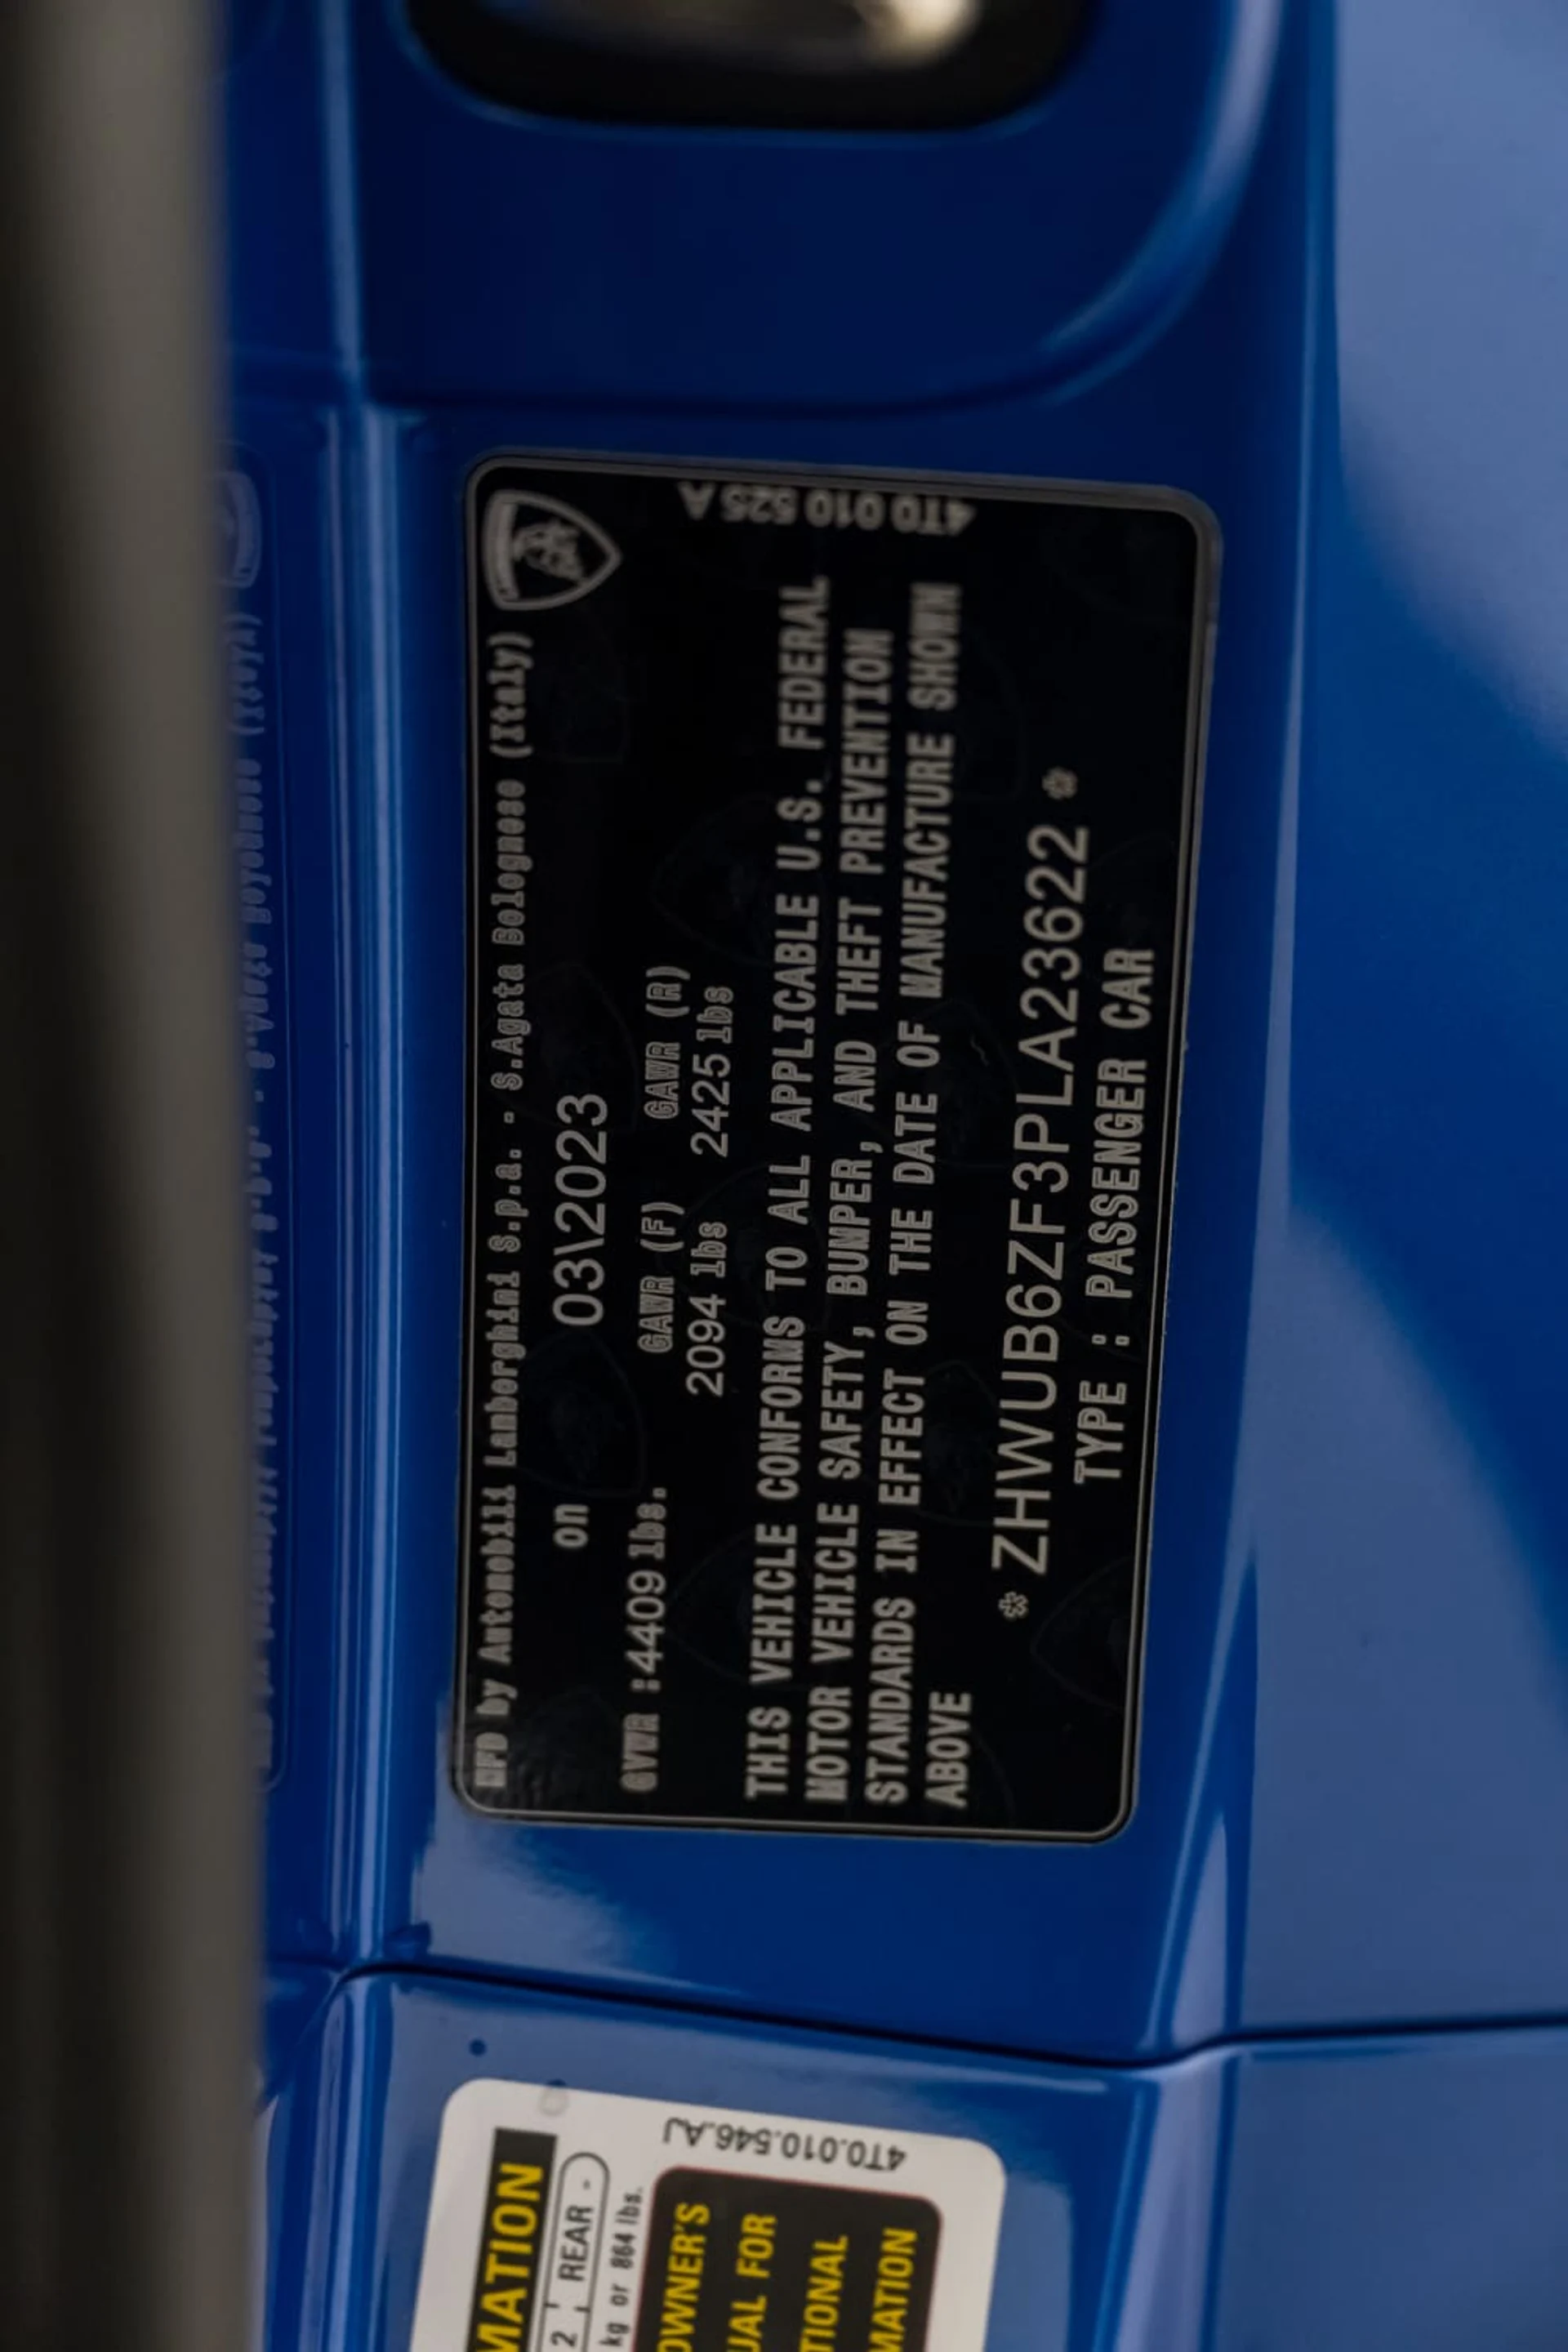 MFD by Automobili Lamborghini S.p.a. - S.Agata Bolognese (Italy)
on 03\2023
GVWR :4409 lbs. GAWR (F) GAWR (R)
2094 lbs 2425 lbs
THIS VEHICLE CONFORMS TO ALL APPLICABLE U.S. FEDERAL
MOTOR VEHICLE SAFETY, BUMPER, AND THEFT PREVENTION
STANDARDS IN EFFECT ON THE DATE OF MANUFACTURE SHOWN
ABOVE
* ZHWUB6ZF3PLA23622 *
TYPE : PASSENGER CAR
4T0 010 525 A
MATION
2 REAR -
kg or 864 lbs.
OWNER'S
UAL FOR
TIONAL
MATION
4T0.010.546.AJ